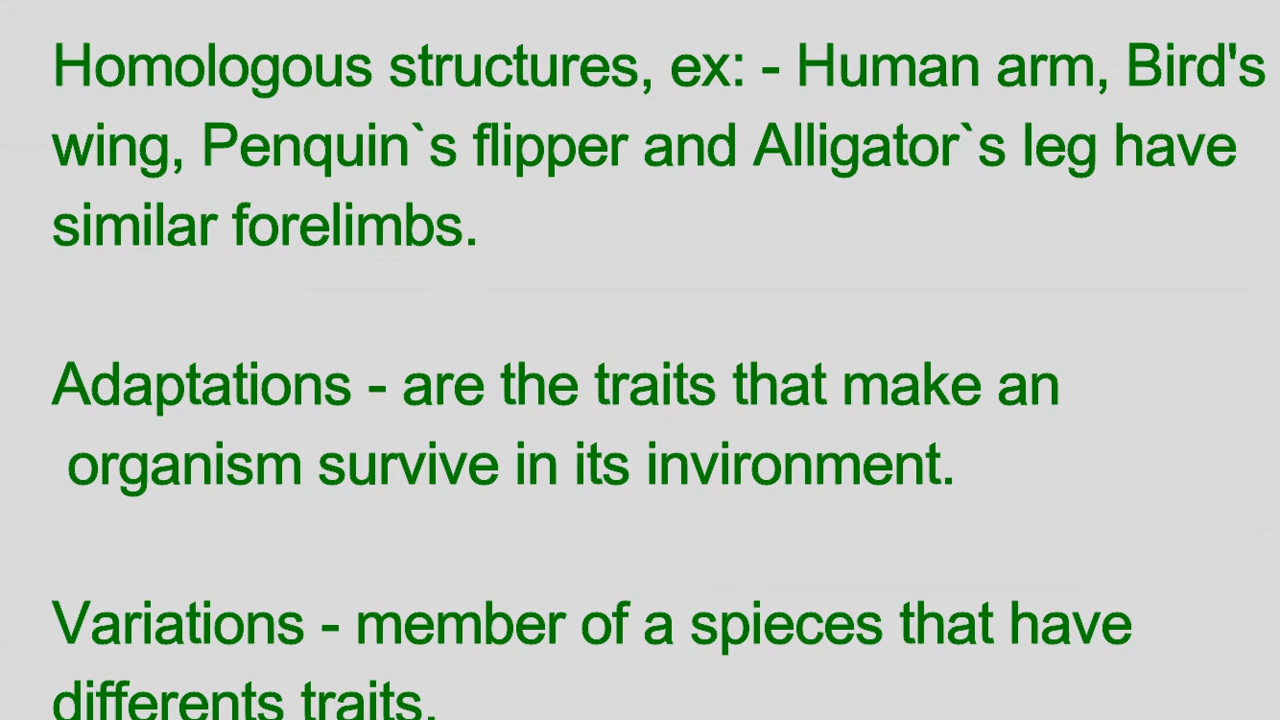 Homologous structures, ex: - Human arm, Bird's
wing, Penquin`s flipper and Alligator`s leg have
similar forelimbs.
Adaptations - are the traits that make an
organism survive in its invironment.
Variations - member of a spieces that have
differents traits.